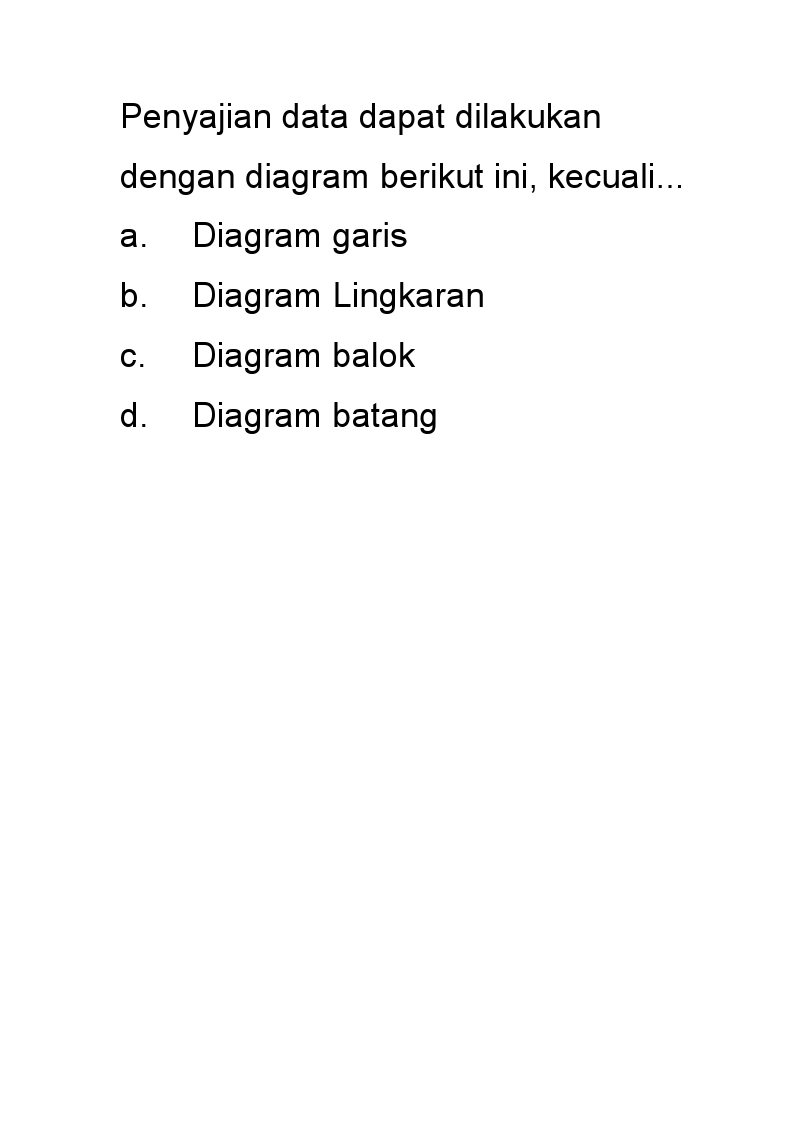 Penyajian data dapat dilakukan
dengan diagram berikut ini, kecuali...
a. Diagram garis
b. Diagram Lingkaran
c. Diagram balok
d. Diagram batang